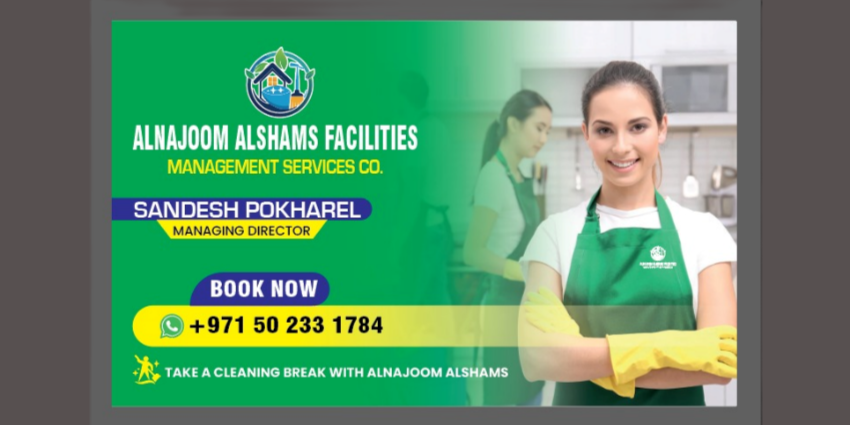 ALNAJOOM ALSHAMS FACILITIES
MANAGEMENT SERVICES CO.
SANDESH POKHAREL
MANAGING DIRECTOR
BOOK NOW
+971 50 233 1784
TAKE A CLEANING BREAK WITH ALNAJOOM ALSHAMS